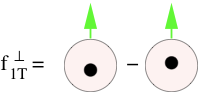 f⊥1T = −